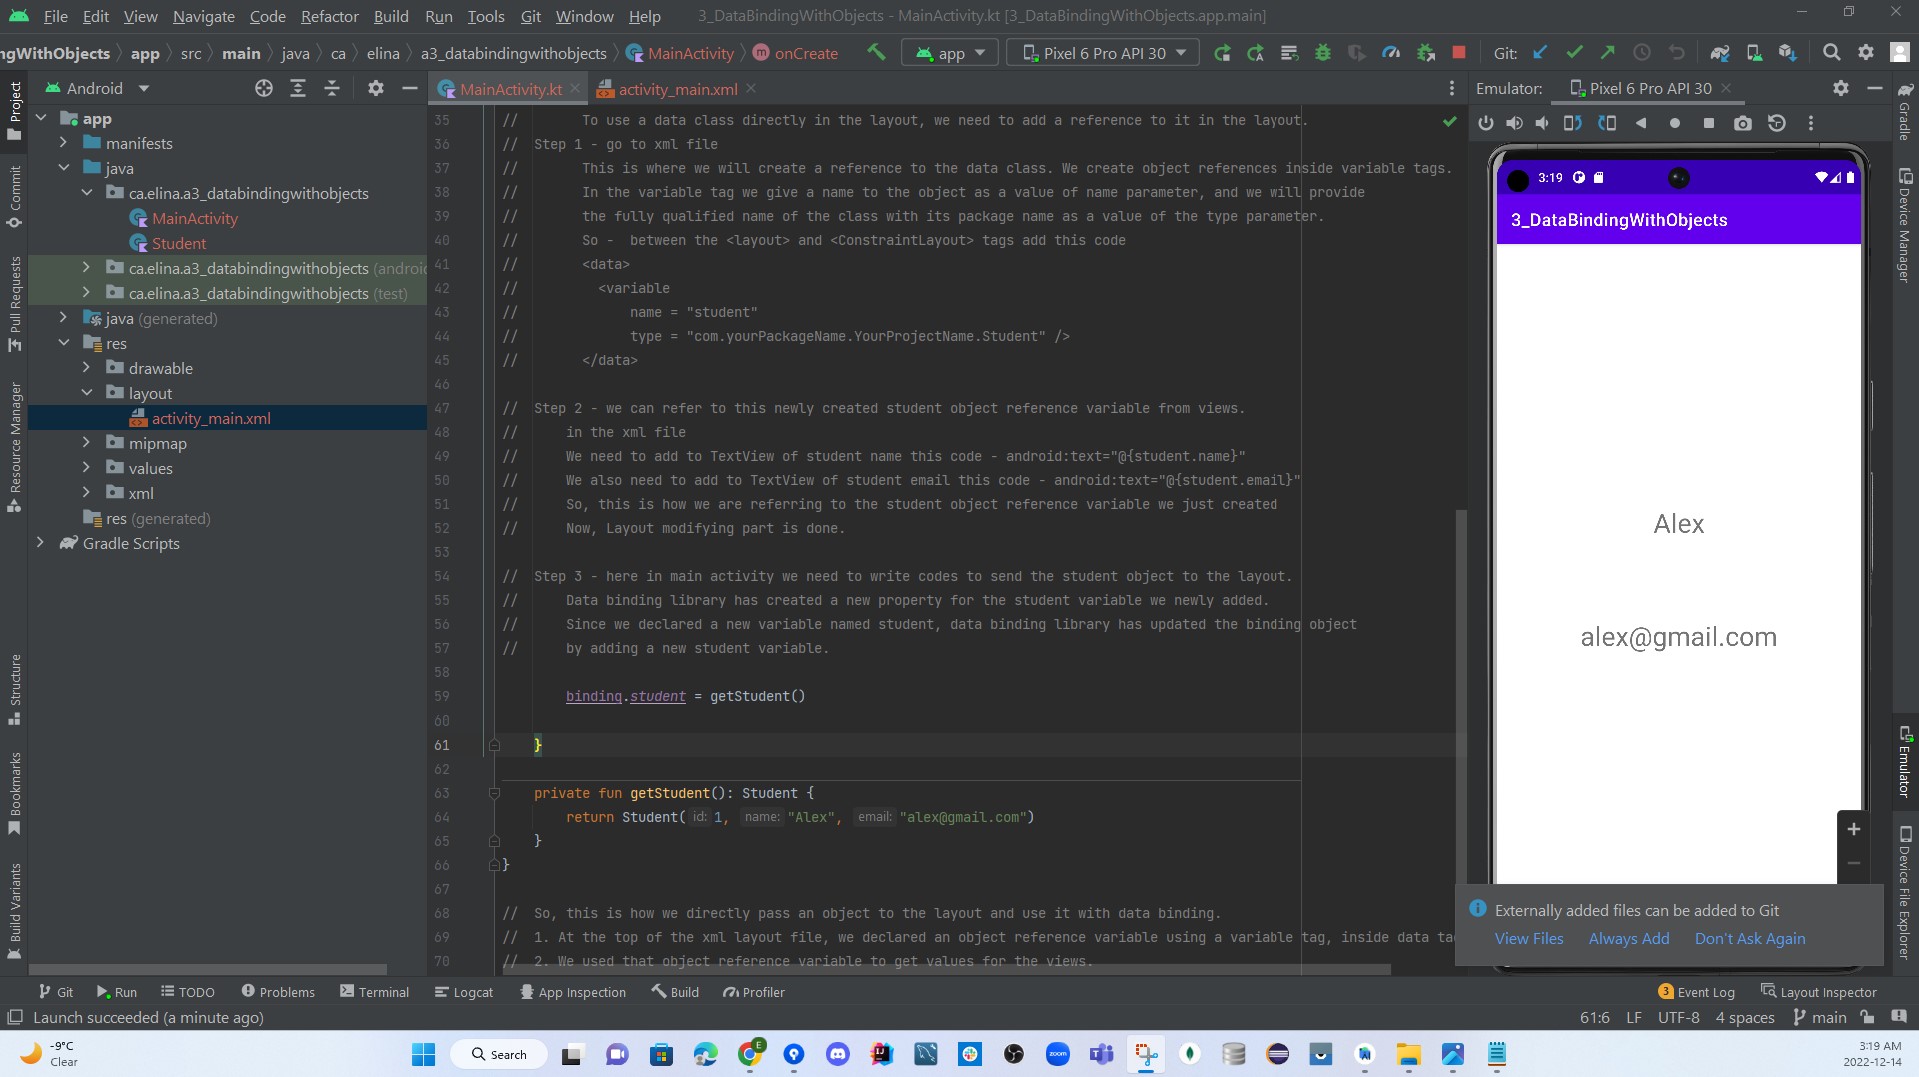 File Edit View Navigate Code Refactor Build Run Tools Git Window Help 3_DataBindingWithObjects - MainActivity.kt [3_DataBindingWithObjects.app.main]
ngWithObjects app src main java ca elina a3_databindingwithobjects MainActivity onCreate app Pixel 6 Pro API 30 Git:
Android
MainActivity.kt activity_main.xml
Emulator: Pixel 6 Pro API 30
Project
Commit
Pull Requests
Resource Manager
Structure
Bookmarks
Build Variants
app
manifests
java
ca.elina.a3_databindingwithobjects
MainActivity
Student
ca.elina.a3_databindingwithobjects (androi
ca.elina.a3_databindingwithobjects (test)
java (generated)
res
drawable
layout
activity_main.xml
mipmap
values
xml
res (generated)
Gradle Scripts
35 // To use a data class directly in the layout, we need to add a reference to it in the layout.
36 // Step 1 - go to xml file
37 // This is where we will create a reference to the data class. We create object references inside variable tags.
38 // In the variable tag we give a name to the object as a value of name parameter, and we will provide
39 // the fully qualified name of the class with its package name as a value of the type parameter.
40 // So - between the <layout> and <ConstraintLayout> tags add this code
41 // <data>
42 // <variable
43 // name = "student"
44 // type = "com.yourPackageName.YourProjectName.Student" />
45 // </data>
46
47 // Step 2 - we can refer to this newly created student object reference variable from views.
48 // in the xml file
49 // We need to add to TextView of student name this code - android:text="@{student.name}"
50 // We also need to add to TextView of student email this code - android:text="@{student.email}"
51 // So, this is how we are referring to the student object reference variable we just created
52 // Now, Layout modifying part is done.
53
54 // Step 3 - here in main activity we need to write codes to send the student object to the layout.
55 // Data binding library has created a new property for the student variable we newly added.
56 // Since we declared a new variable named student, data binding library has updated the binding object
57 // by adding a new student variable.
58
59 binding.student = getStudent()
60
61 }
62
63 private fun getStudent(): Student {
64 return Student( id: 1, name: "Alex", email: "alex@gmail.com")
65 }
66 }
67
68 // So, this is how we directly pass an object to the layout and use it with data binding.
69 // 1. At the top of the xml layout file, we declared an object reference variable using a variable tag, inside data ta
70 // 2. We used that object reference variable to get values for the views.
3:19
3_DataBindingWithObjects
Alex
alex@gmail.com
Externally added files can be added to Git
View Files Always Add Don't Ask Again
Gradle
Device Manager
Emulator
Device File Explorer
Git Run TODO Problems Terminal Logcat App Inspection Build Profiler 3 Event Log Layout Inspector
Launch succeeded (a minute ago) 61:6 LF UTF-8 4 spaces main
-9°C
Clear
Search
zoom
3:19 AM
2022-12-14